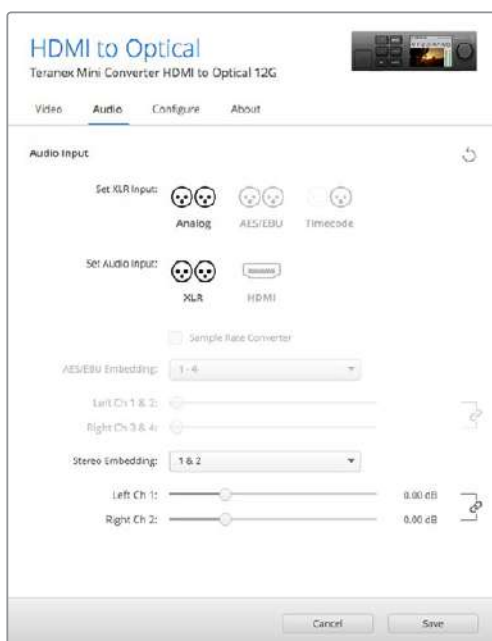 HDMI to Optical
Teranex Mini Converter HDMI to Optical 12G
Video Audio Configure About
Audio Input
Set XLR Input:
Analog AES/EBU Timecode
Set Audio Input:
XLR HDMI
Sample Rate Converter
AES/EBU Embedding: 1-4
Left Ch 1 & 2:
Right Ch 3 & 4:
Stereo Embedding: 1 & 2
Left Ch 1: 0.00 dB
Right Ch 2: 0.00 dB
Cancel Save